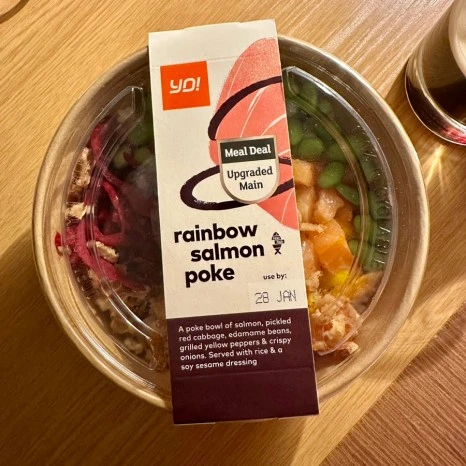 YO!
Meal Deal
Upgraded
Main
rainbow
salmon
poke
use by:
28 JAN
A poke bowl of salmon, pickled
red cabbage, edamame beans,
grilled yellow peppers & crispy
onions. Served with rice & a
soy sesame dressing